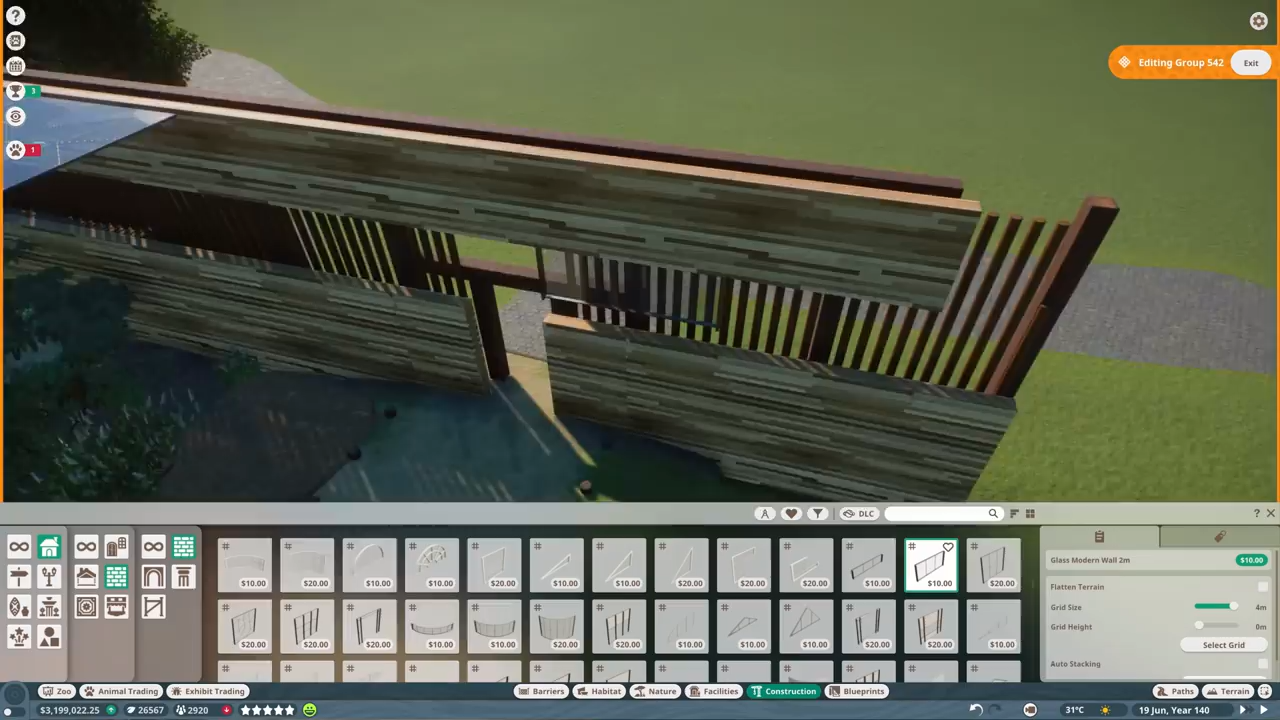 Editing Group 542
Exit
3
1
DLC
$10.00 $20.00 $10.00 $10.00 $20.00 $10.00 $10.00 $20.00 $10.00 $20.00 $10.00 $10.00 $20.00
$20.00 $20.00 $20.00 $10.00 $10.00 $20.00 $20.00 $10.00 $10.00 $20.00 $20.00 $20.00 $10.00
Glass Modern Wall 2m $10.00
Flatten Terrain
Grid Size 4m
Grid Height 0m
Select Grid
Auto Stacking
Zoo Animal Trading Exhibit Trading Barriers Habitat Nature Facilities Construction Blueprints Paths Terrain
$3,199,022.25 26567 2920 31°C 19 Jun, Year 140